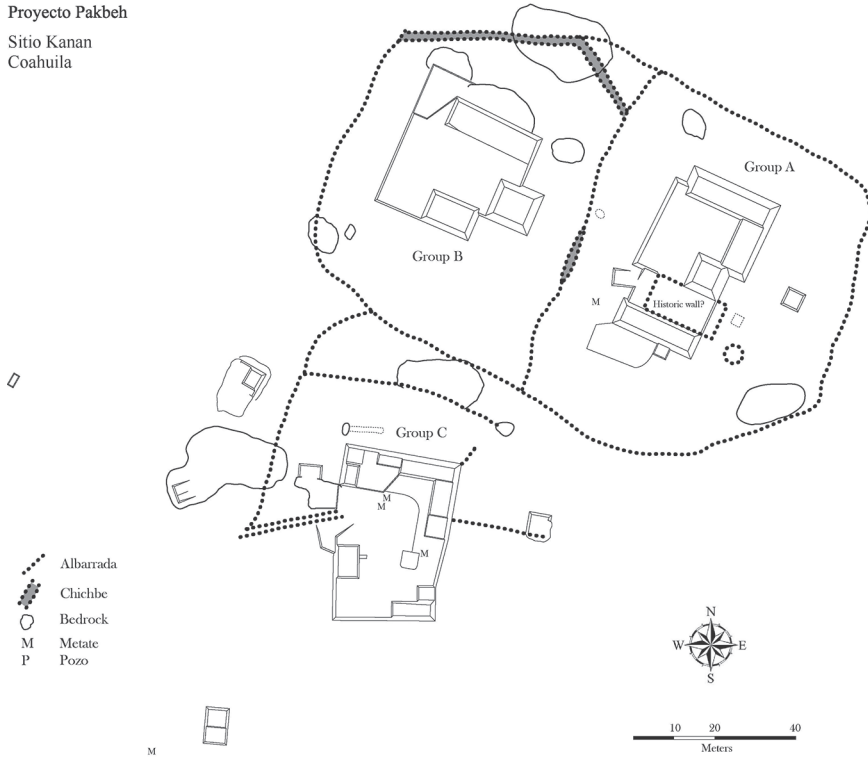 Proyecto Pakbeh
Sitio Kanan
Coahuila
Group A
Group B
M
Historic wall?
Group C
M
M
M
Albarrada
Chichbe
Bedrock
M Metate
P Pozo
N
W E
S
10 20 40
Meters
M